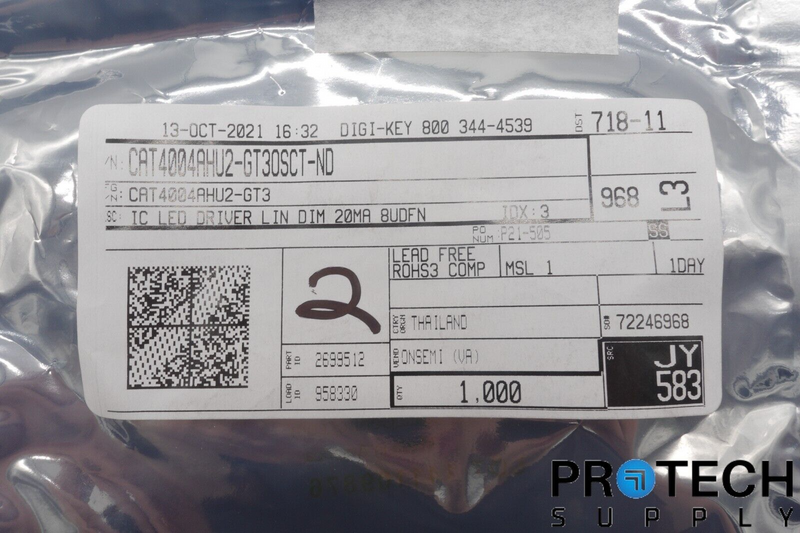 13-OCT-2021 16:32 DIGI-KEY 800 344-4539 DST 718-11
/N: CAT4004AHU2-GT3OSCT-ND
FG /N: CAT4004AHU2-GT3
968 L3
SC: IC LED DRIVER LIN DIM 20MA 8UDFN IDX: 3
PO NUM :P21-505 SS
LEAD FREE
ROHS3 COMP MSL 1 1DAY
2
CTRY ORGN THAILAND SO# 72246968
PART ID 2699512 VEND ONSEMI (VA) SRC JY
LOAD ID 958330 QTY 1,000 583
PROTECH
SUPPLY